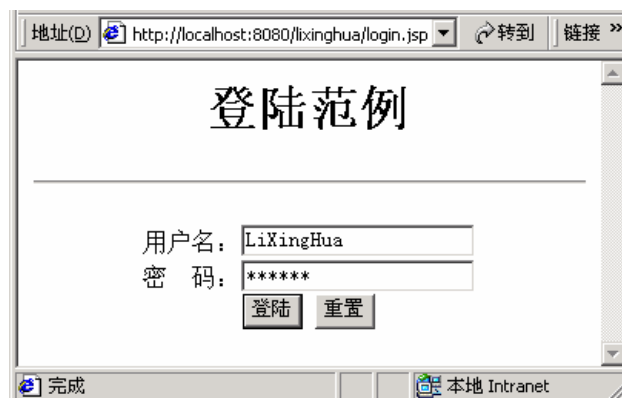 地址(D) http://localhost:8080/lixinghua/login.jsp 转到 链接 »
登陆范例
用户名： LiXingHua
密 码： ******
登陆 重置
完成 本地 Intranet